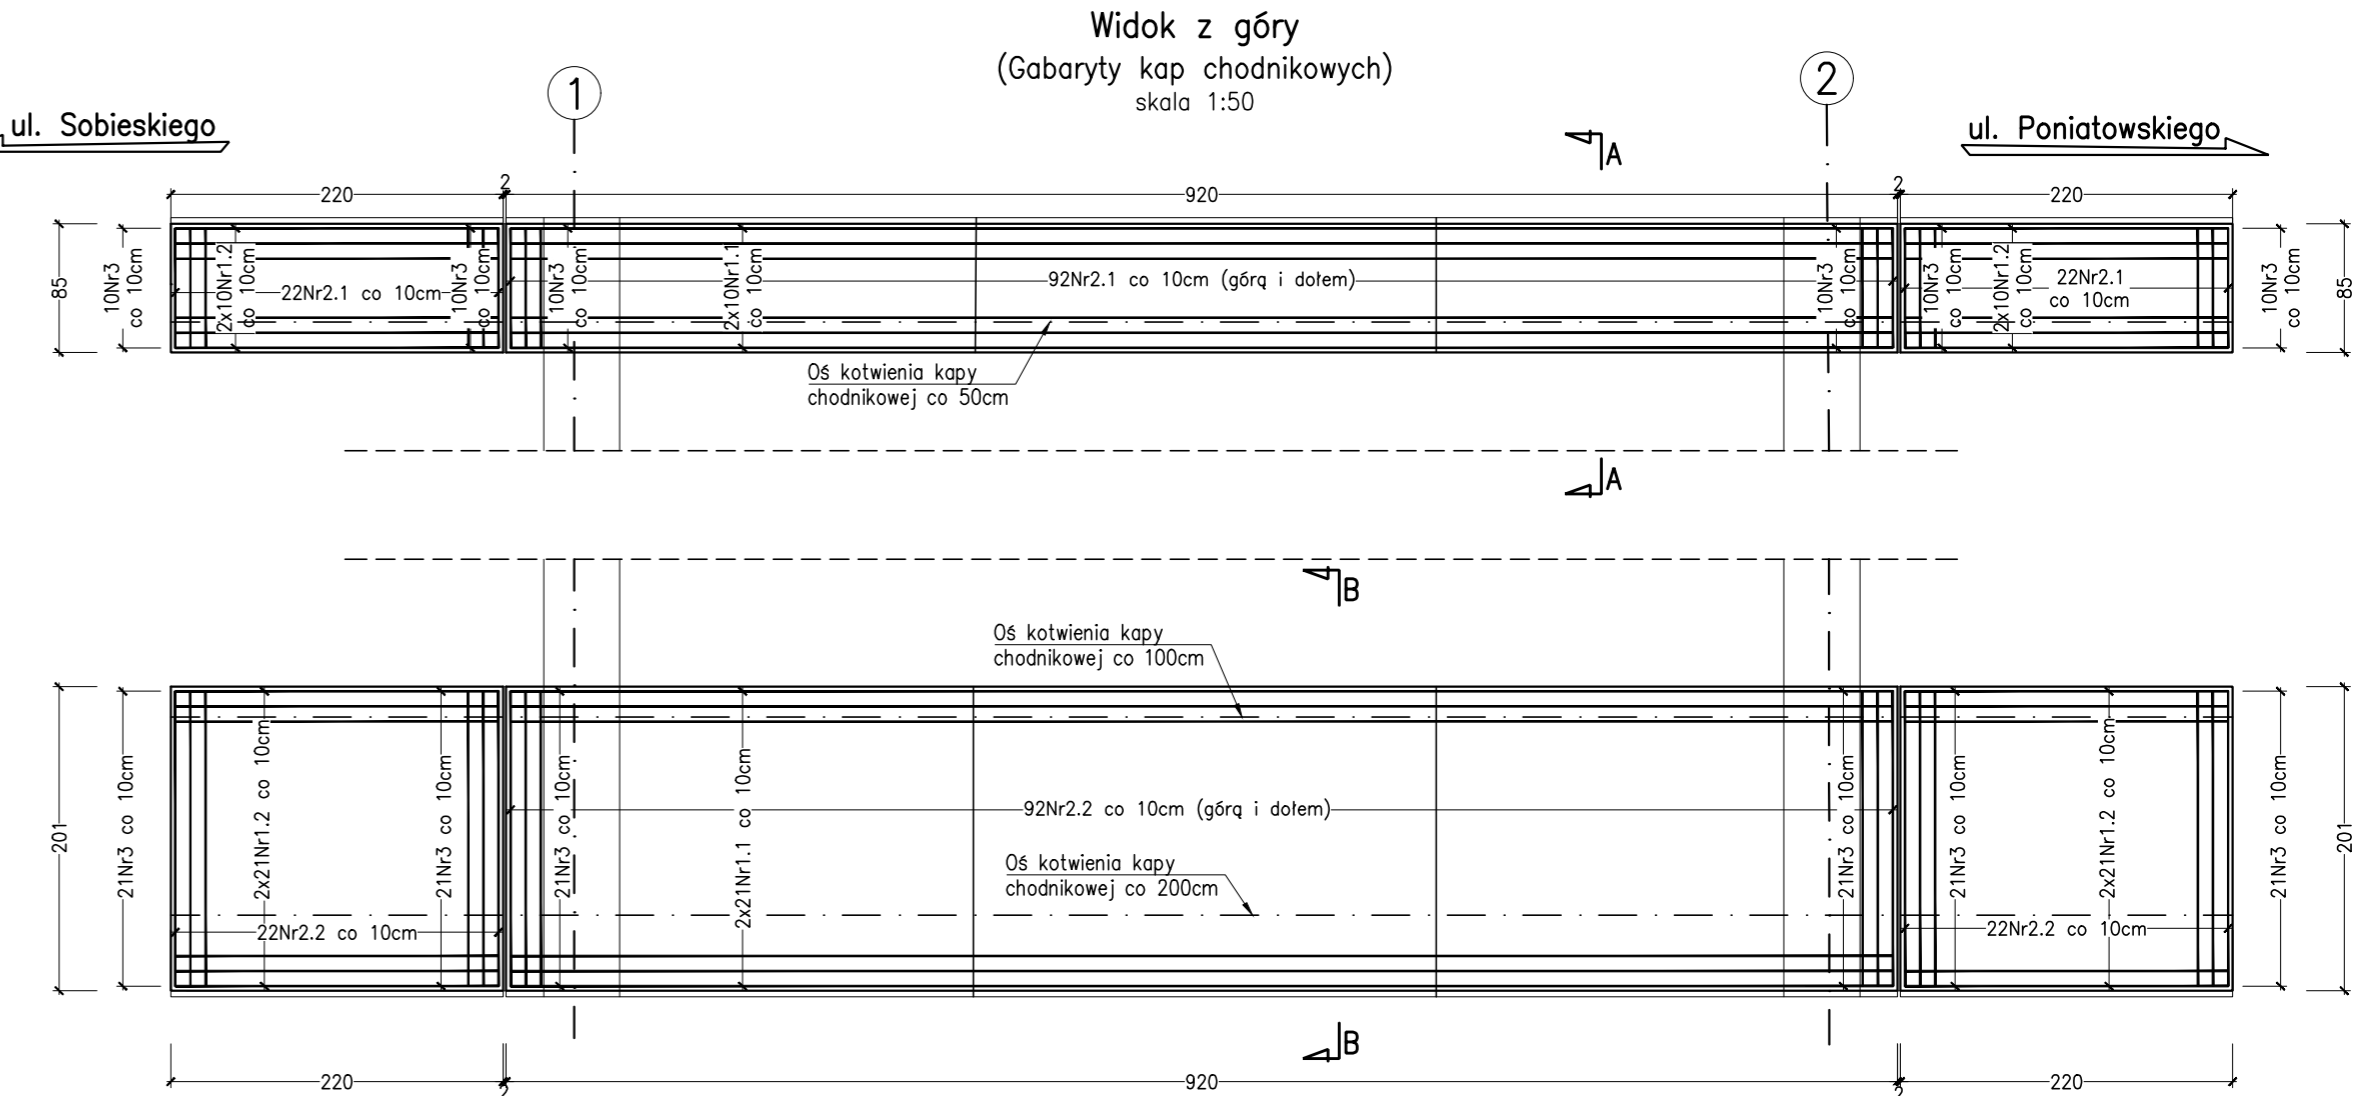 Widok z góry
(Gabaryty kap chodnikowych)
skala 1:50
1
2
ul. Sobieskiego
ul. Poniatowskiego
A
220
2
920
2
220
85
10Nr3
co 10cm
2x10Nr1.2
co 10cm
22Nr2.1 co 10cm
10Nr3
co 10cm
10Nr3
co 10cm
2x10Nr1.1
co 10cm
92Nr2.1 co 10cm (górą i dołem)
10Nr3
co 10cm
10Nr3
co 10cm
2x10Nr1.2
co 10cm
22Nr2.1
co 10cm
10Nr3
co 10cm
85
Oś kotwienia kapy
chodnikowej co 50cm
A
B
Oś kotwienia kapy
chodnikowej co 100cm
201
21Nr3 co 10cm
2x21Nr1.2 co 10cm
22Nr2.2 co 10cm
21Nr3 co 10cm
21Nr3 co 10cm
2x21Nr1.1 co 10cm
92Nr2.2 co 10cm (górą i dołem)
Oś kotwienia kapy
chodnikowej co 200cm
21Nr3 co 10cm
21Nr3 co 10cm
2x21Nr1.2 co 10cm
22Nr2.2 co 10cm
21Nr3 co 10cm
201
B
220
2
920
2
220